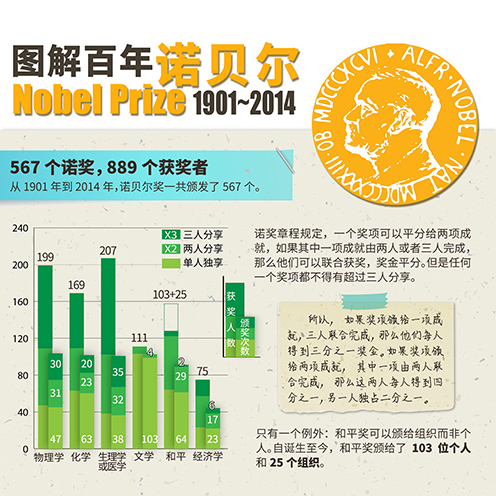 图解百年诺贝尔
Nobel Prize 1901~2014
OB MDCCCXCVI • ALFR • NOBEL
NAT MDCCCXXXIII
567 个诺奖，889 个获奖者
从 1901 年到 2014 年，诺贝尔奖一共颁发了 567 个。
240
200
160
120
80
40
0
X3 三人分享
X2 两人分享
单人独享
199
30
31
47
169
20
23
63
207
35
32
38
111
4
103
103+25
2
29
64
75
6
17
23
物理学
化学
生理学
或医学
文学
和平
经济学
获奖人数
颁奖次数
诺奖章程规定，一个奖项可以平分给两项成
就，如果其中一项成就由两人或者三人完成，
那么他们可以联合获奖，奖金平分。但是任何
一个奖项都不得有超过三人分享。
所以，如果奖项颁给一项成
就，三人联合完成，那么他们每人
得到三分之一奖金。如果奖项颁
给两项成就，其中一项由两人联
合完成，那么这两人每人得到四
分之一，另一人独占二分之一。
只有一个例外：和平奖可以颁给组织而非个
人。自诞生至今，和平奖颁给了 103 位个人
和 25 个组织。